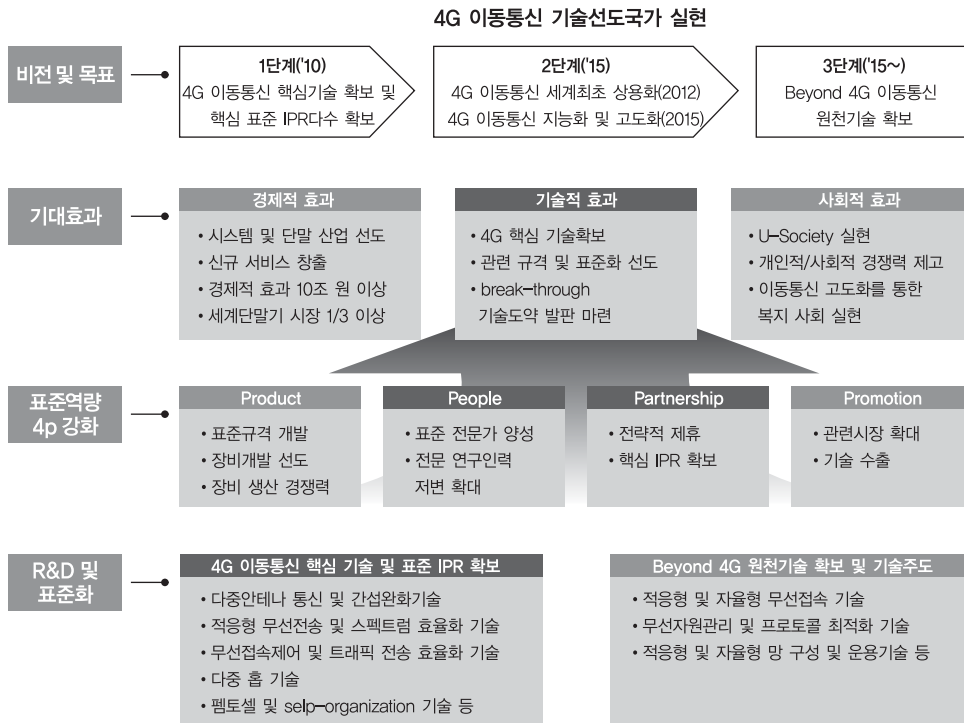 4G 이동통신 기술선도국가 실현
비전 및 목표
1단계('10)
4G 이동통신 핵심기술 확보 및
핵심 표준 IPR다수 확보
2단계('15)
4G 이동통신 세계최초 상용화(2012)
4G 이동통신 지능화 및 고도화(2015)
3단계('15~)
Beyond 4G 이동통신
원천기술 확보
기대효과
경제적 효과
• 시스템 및 단말 산업 선도
• 신규 서비스 창출
• 경제적 효과 10조 원 이상
• 세계단말기 시장 1/3 이상
기술적 효과
• 4G 핵심 기술확보
• 관련 규격 및 표준화 선도
• break-through
기술도약 발판 마련
사회적 효과
• U-Society 실현
• 개인적/사회적 경쟁력 제고
• 이동통신 고도화를 통한
복지 사회 실현
표준역량
4p 강화
Product
• 표준규격 개발
• 장비개발 선도
• 장비 생산 경쟁력
People
• 표준 전문가 양성
• 전문 연구인력
저변 확대
Partnership
• 전략적 제휴
• 핵심 IPR 확보
Promotion
• 관련시장 확대
• 기술 수출
R&D 및
표준화
4G 이동통신 핵심 기술 및 표준 IPR 확보
• 다중안테나 통신 및 간섭완화기술
• 적응형 무선전송 및 스펙트럼 효율화 기술
• 무선접속제어 및 트래픽 전송 효율화 기술
• 다중 홉 기술
• 펨토셀 및 selp-organization 기술 등
Beyond 4G 원천기술 확보 및 기술주도
• 적응형 및 자율형 무선접속 기술
• 무선자원관리 및 프로토콜 최적화 기술
• 적응형 및 자율형 망 구성 및 운용기술 등